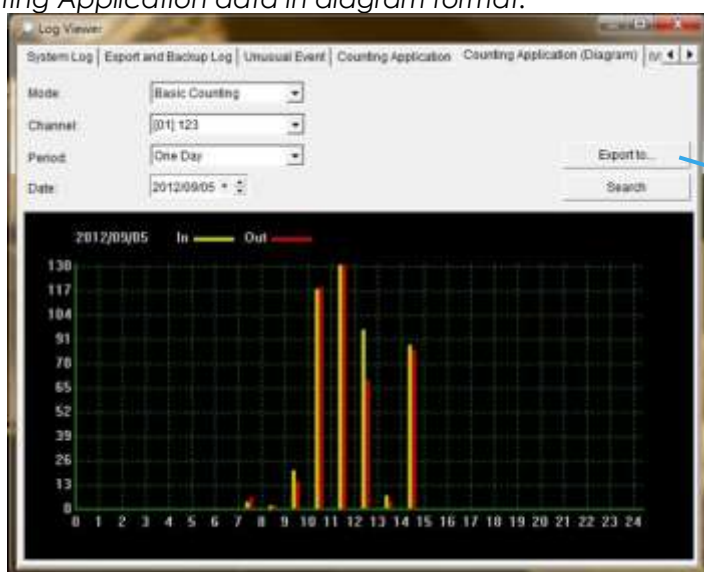 ting Application data in diagram format.
Log Viewer
System Log Export and Backup Log Unusual Event Counting Application Counting Application (Diagram)
Mode: Basic Counting
Channel: [01] 123
Period: One Day Export to...
Date: 2012/09/05 Search
2012/09/05 In Out
130
117
104
91
78
65
52
39
26
13
0
0 1 2 3 4 5 6 7 8 9 10 11 12 13 14 15 16 17 18 19 20 21 22 23 24